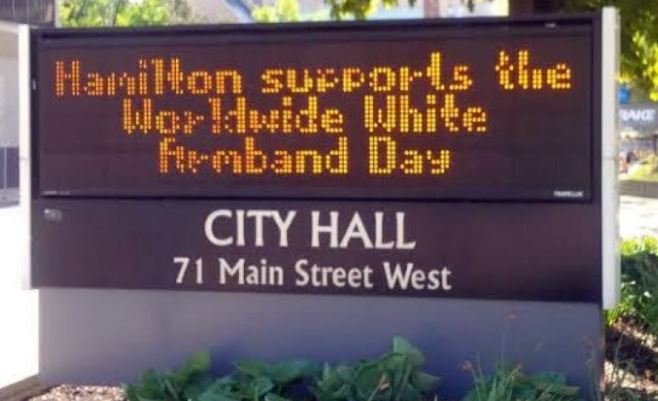 Hamilton supports the
Worldwide White
Armband Day
CITY HALL
71 Main Street West